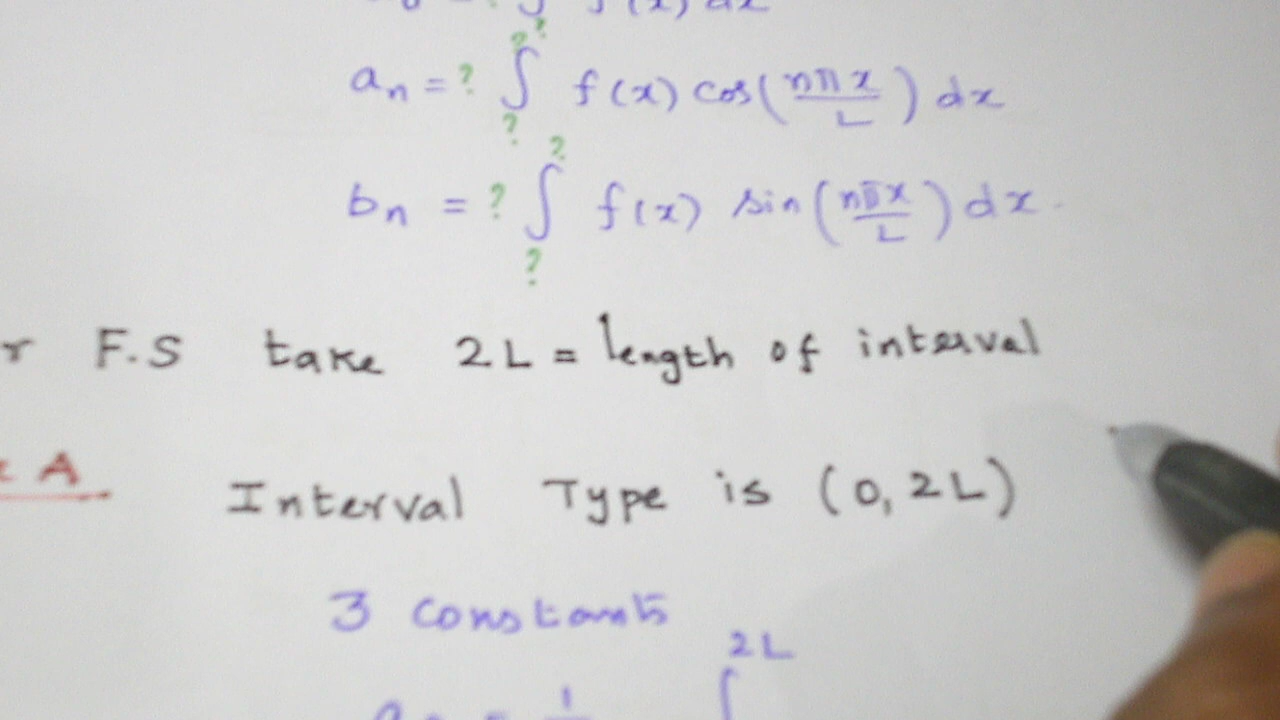 an = ? ∫ f(x) cos(nπx/L) dx
? ?
?
bn = ? ∫ f(x) sin(nπx/L) dx
?
?
F.S take 2L = length of interval
A Interval Type is (0, 2L)
3 constants
2L
∫